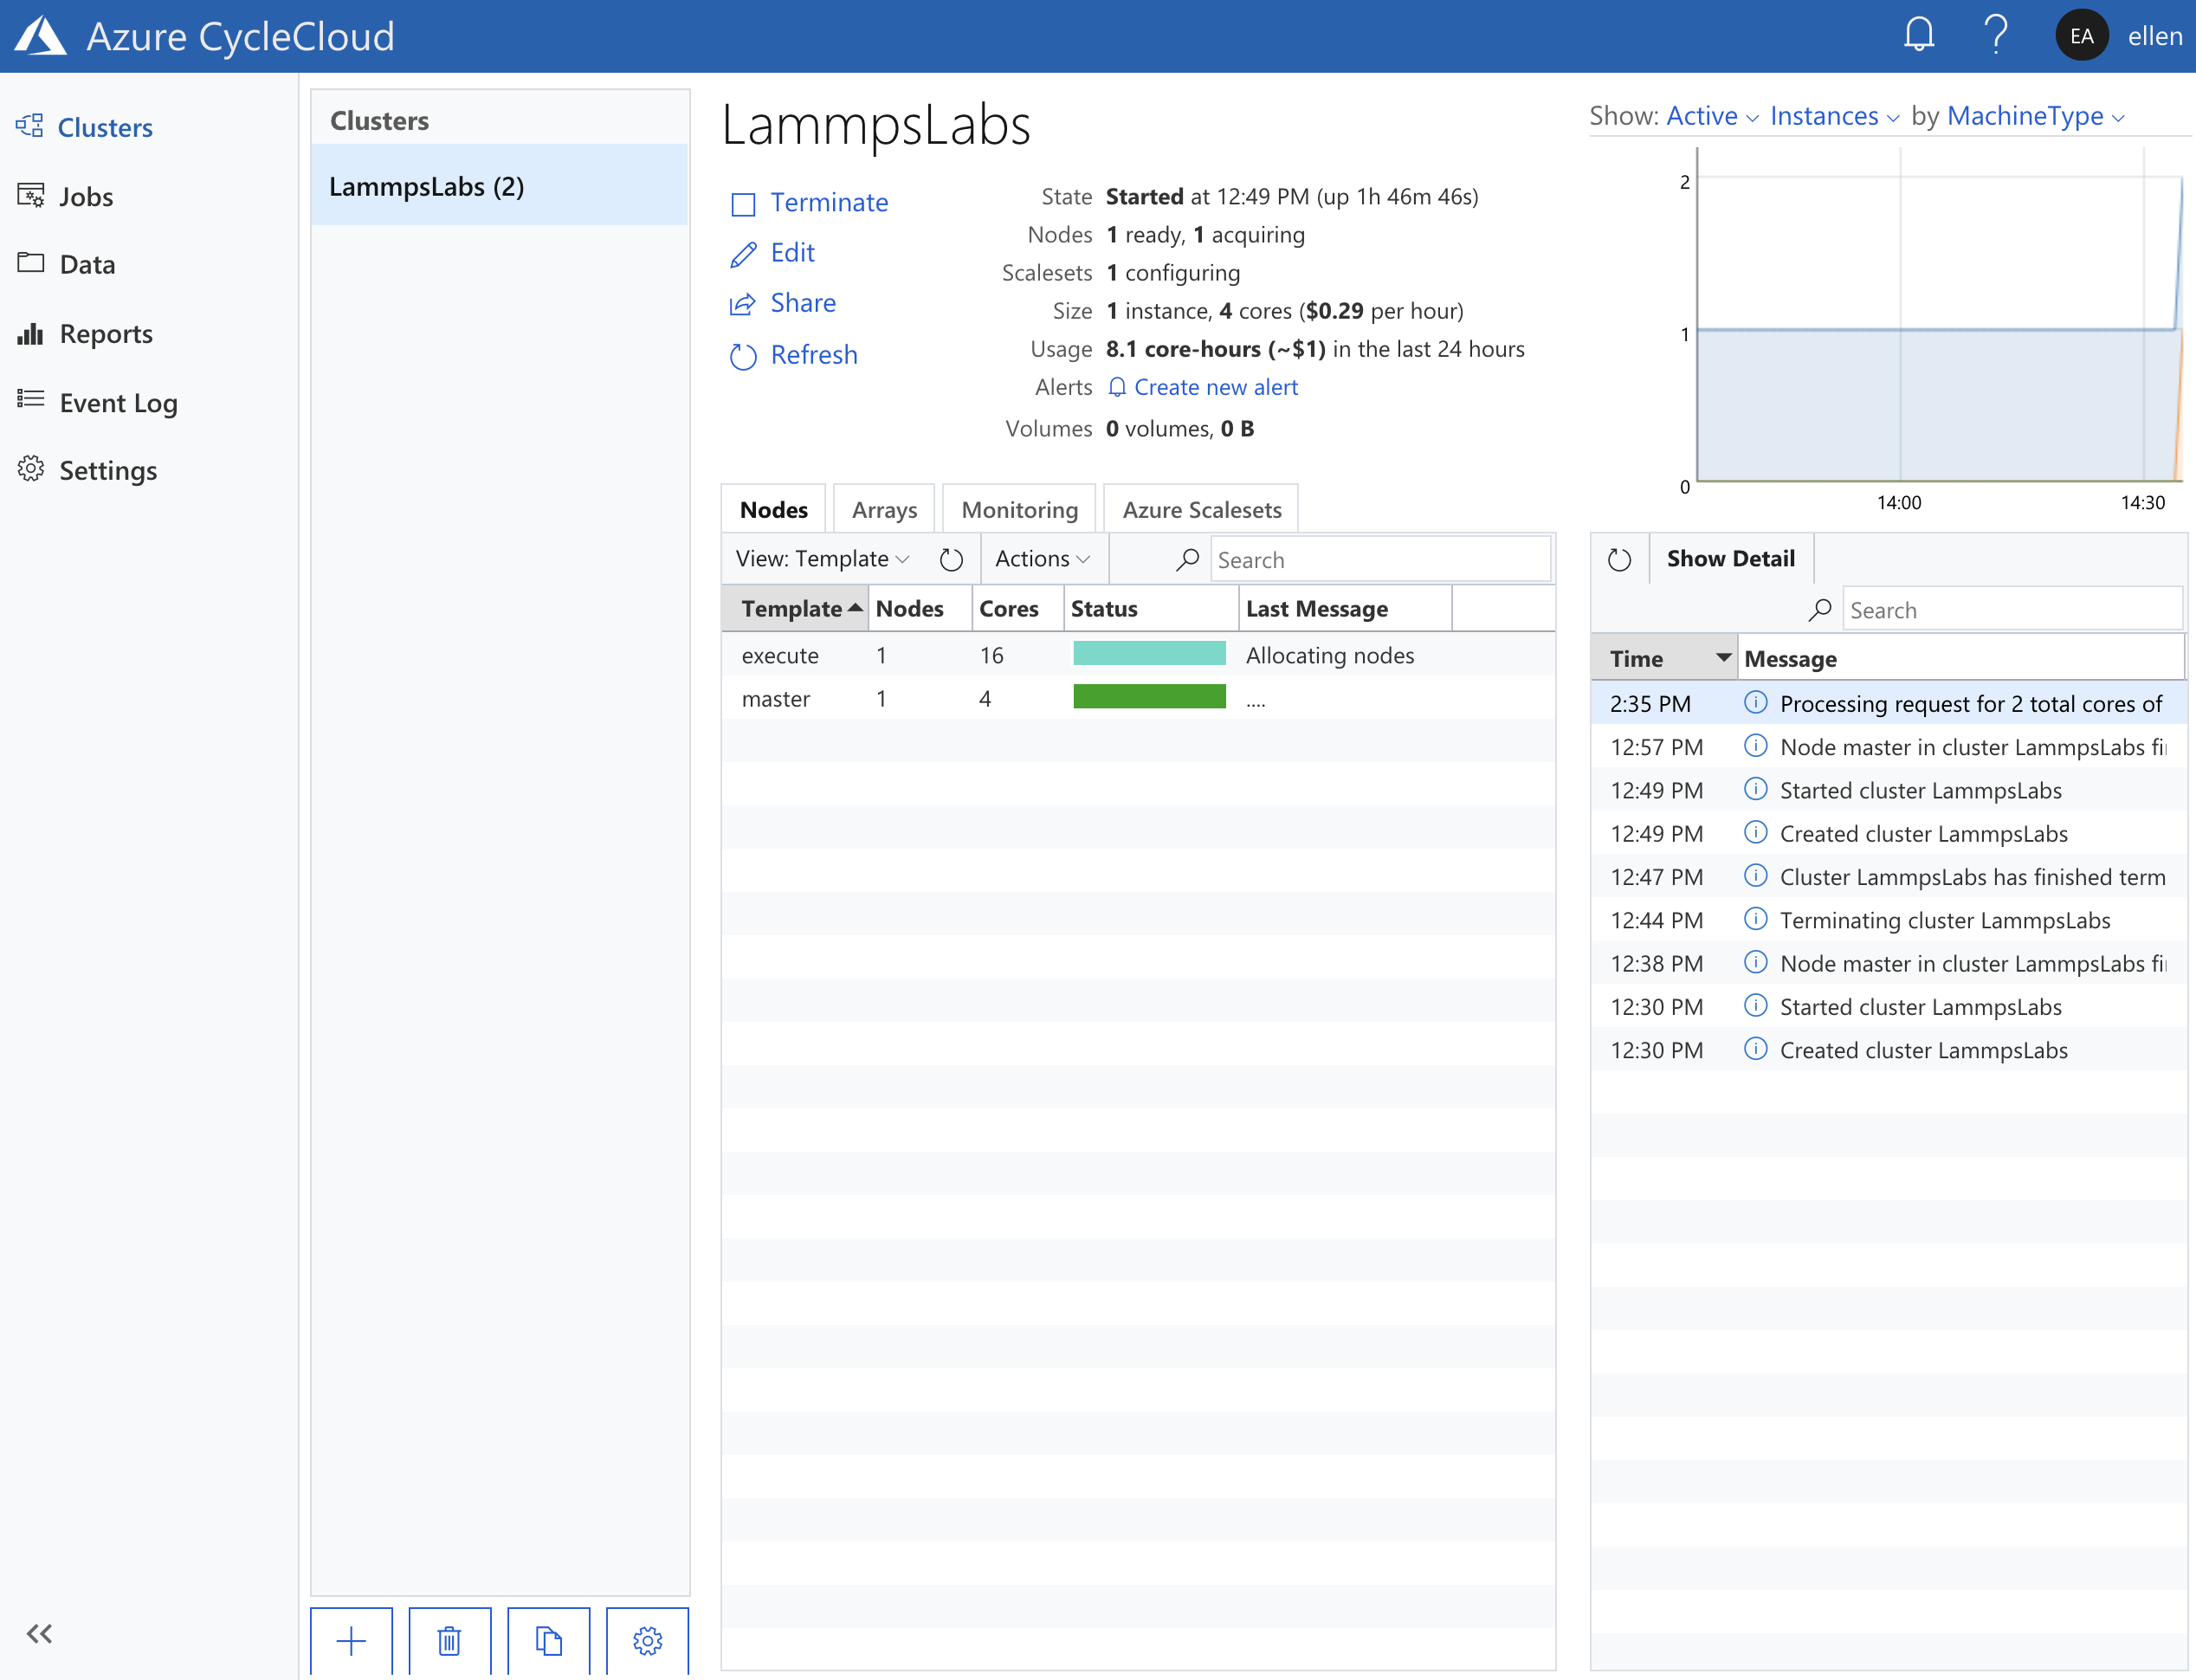 Azure CycleCloud
EA ellen
Clusters
Jobs
Data
Reports
Event Log
Settings
Clusters
LammpsLabs (2)
LammpsLabs
Terminate
Edit
Share
Refresh
State Started at 12:49 PM (up 1h 46m 46s)
Nodes 1 ready, 1 acquiring
Scalesets 1 configuring
Size 1 instance, 4 cores ($0.29 per hour)
Usage 8.1 core-hours (~$1) in the last 24 hours
Alerts Create new alert
Volumes 0 volumes, 0 B
Show: Active Instances by MachineType
2
1
0
14:00 14:30
Nodes Arrays Monitoring Azure Scalesets
View: Template Actions Search
Template Nodes Cores Status Last Message
execute 1 16 Allocating nodes
master 1 4 ....
Show Detail
Search
Time Message
2:35 PM Processing request for 2 total cores of
12:57 PM Node master in cluster LammpsLabs
12:49 PM Started cluster LammpsLabs
12:49 PM Created cluster LammpsLabs
12:47 PM Cluster LammpsLabs has finished term
12:44 PM Terminating cluster LammpsLabs
12:38 PM Node master in cluster LammpsLabs
12:30 PM Started cluster LammpsLabs
12:30 PM Created cluster LammpsLabs